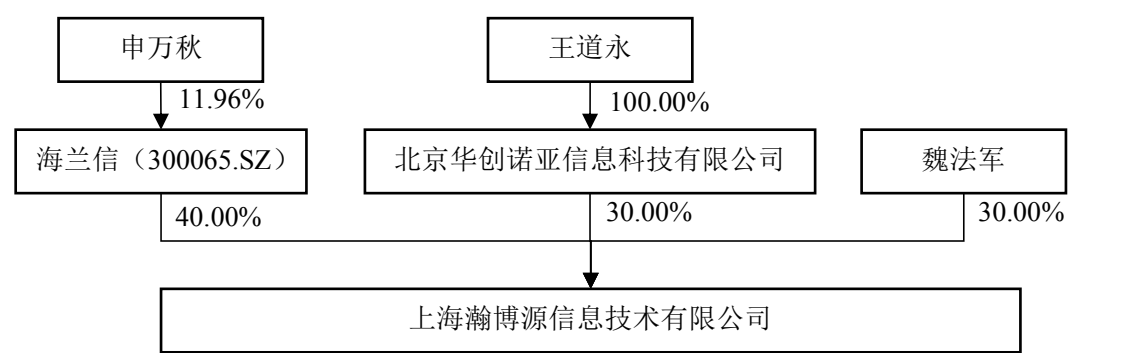 申万秋
王道永
11.96%
100.00%
海兰信（300065.SZ）
北京华创诺亚信息科技有限公司
魏法军
40.00%
30.00%
30.00%
上海瀚博源信息技术有限公司